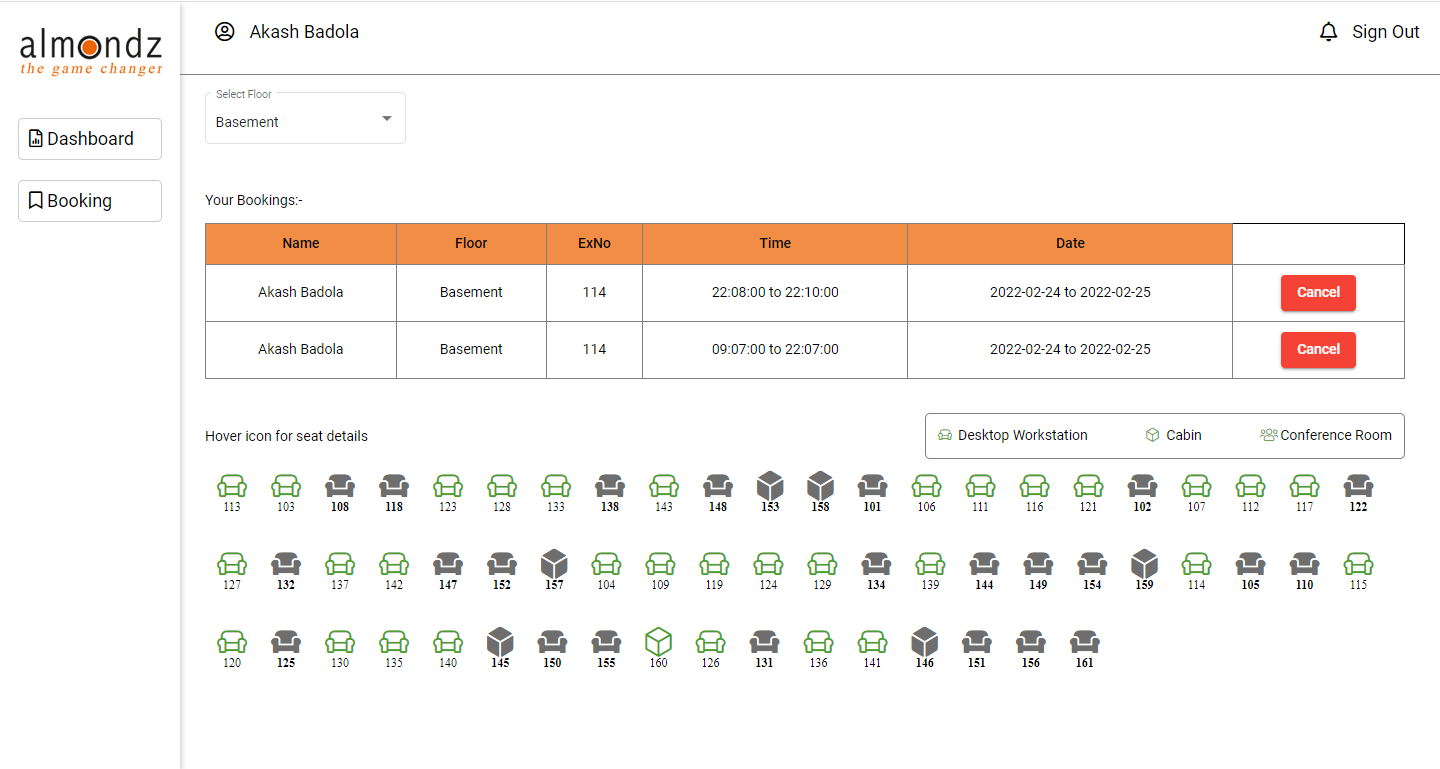 almondz
the game changer
Akash Badola
Sign Out
Dashboard
Booking
Select Floor
Basement
Your Bookings:-
Name Floor ExNo Time Date
Akash Badola Basement 114 22:08:00 to 22:10:00 2022-02-24 to 2022-02-25 Cancel
Akash Badola Basement 114 09:07:00 to 22:07:00 2022-02-24 to 2022-02-25 Cancel
Hover icon for seat details
Desktop Workstation Cabin Conference Room
113 103 108 118 123 128 133 138 143 148 153 158 101 106 111 116 121 102 107 112 117 122
127 132 137 142 147 152 157 104 109 119 124 129 134 139 144 149 154 159 114 105 110 115
120 125 130 135 140 145 150 155 160 126 131 136 141 146 151 156 161